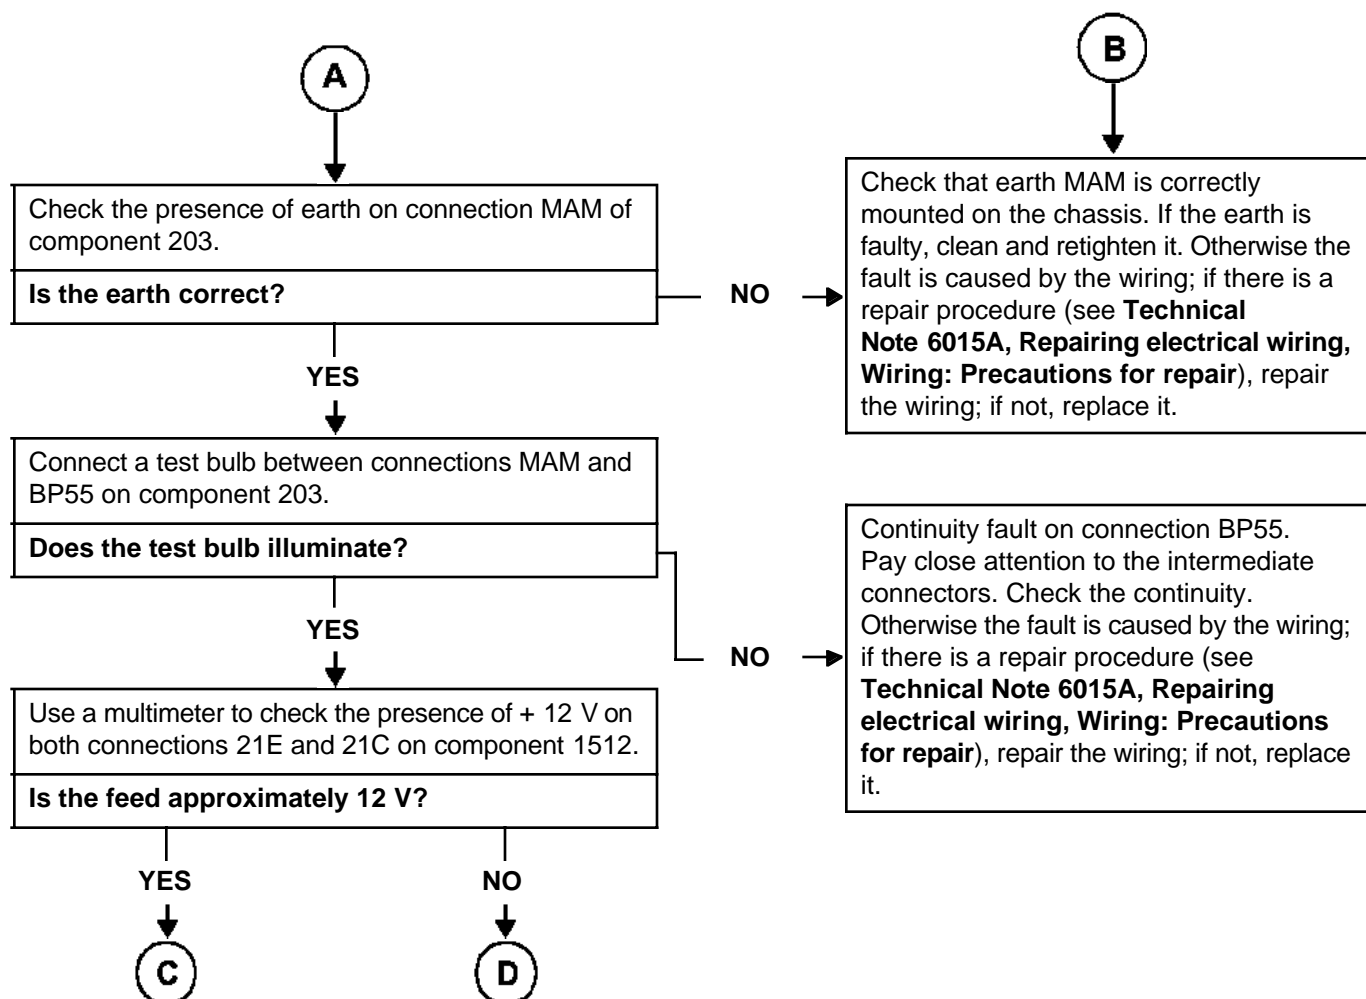 A
B
Check the presence of earth on connection MAM of
component 203.
Is the earth correct?
NO
Check that earth MAM is correctly
mounted on the chassis. If the earth is
faulty, clean and retighten it. Otherwise the
fault is caused by the wiring; if there is a
repair procedure (see Technical
Note 6015A, Repairing electrical wiring,
Wiring: Precautions for repair), repair
the wiring; if not, replace it.
YES
Connect a test bulb between connections MAM and
BP55 on component 203.
Does the test bulb illuminate?
NO
Continuity fault on connection BP55.
Pay close attention to the intermediate
connectors. Check the continuity.
Otherwise the fault is caused by the wiring;
if there is a repair procedure (see
Technical Note 6015A, Repairing
electrical wiring, Wiring: Precautions
for repair), repair the wiring; if not, replace
it.
YES
Use a multimeter to check the presence of + 12 V on
both connections 21E and 21C on component 1512.
Is the feed approximately 12 V?
YES
NO
C
D